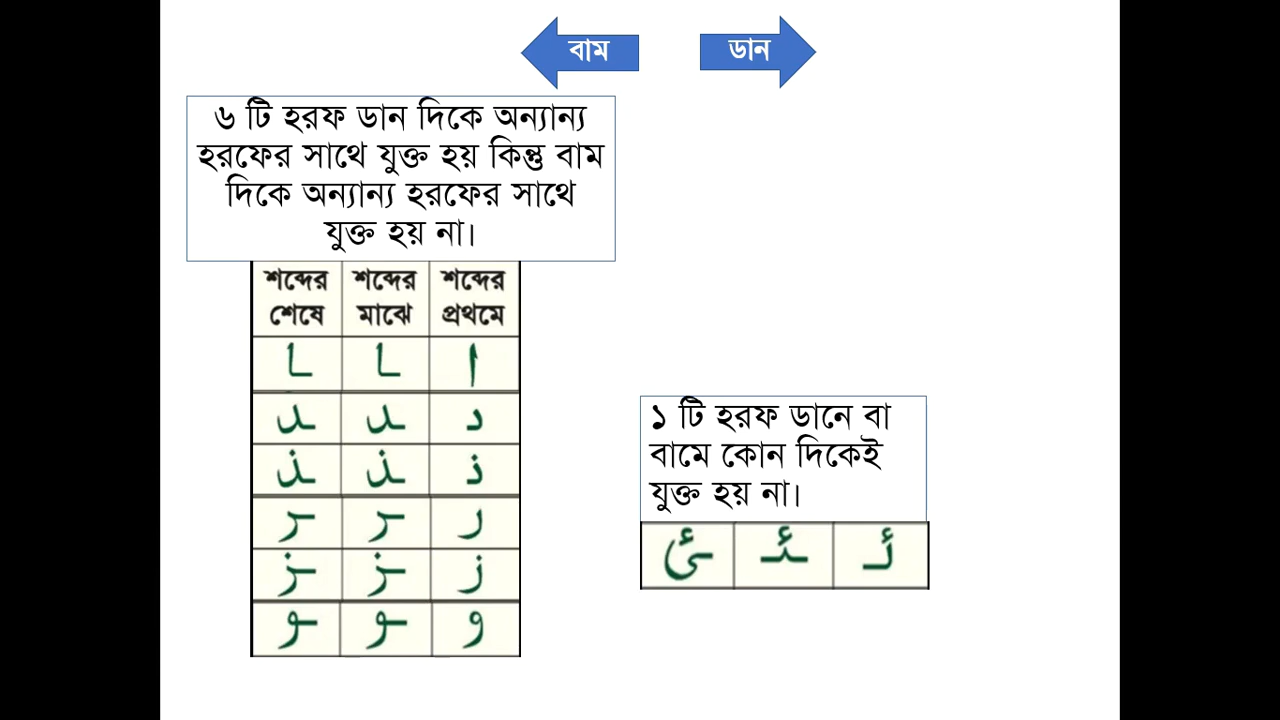 বাম
ডান
৬ টি হরফ ডান দিকে অন্যান্য
হরফের সাথে যুক্ত হয় কিন্তু বাম
দিকে অন্যান্য হরফের সাথে
যুক্ত হয় না।
শব্দের শেষে শব্দের মাঝে শব্দের প্রথমে
ـا ـا ا
ـد ـد د
ـذ ـذ ذ
ـر ـر ر
ـز ـز ز
ـو ـو و
১ টি হরফ ডানে বা
বামে কোন দিকেই
যুক্ত হয় না।
ـئ ـئـ ئـ